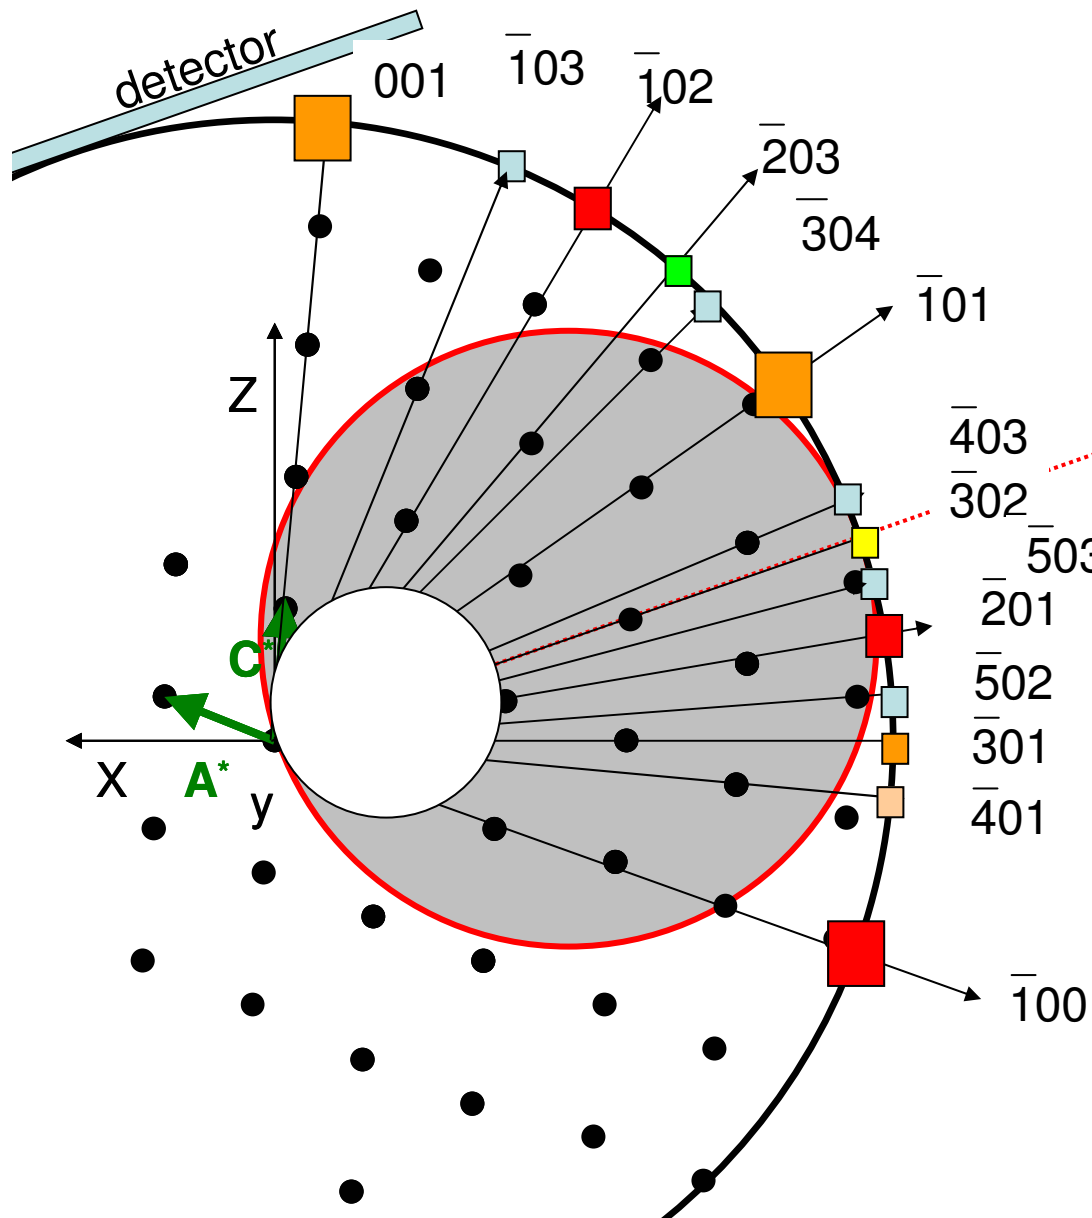 detector
001
̅103
̅102
̅203
̅304
̅101
Z
̅403
̅302
̅503
̅201
C*
̅502
X
A*
y
̅301
̅401
̅100